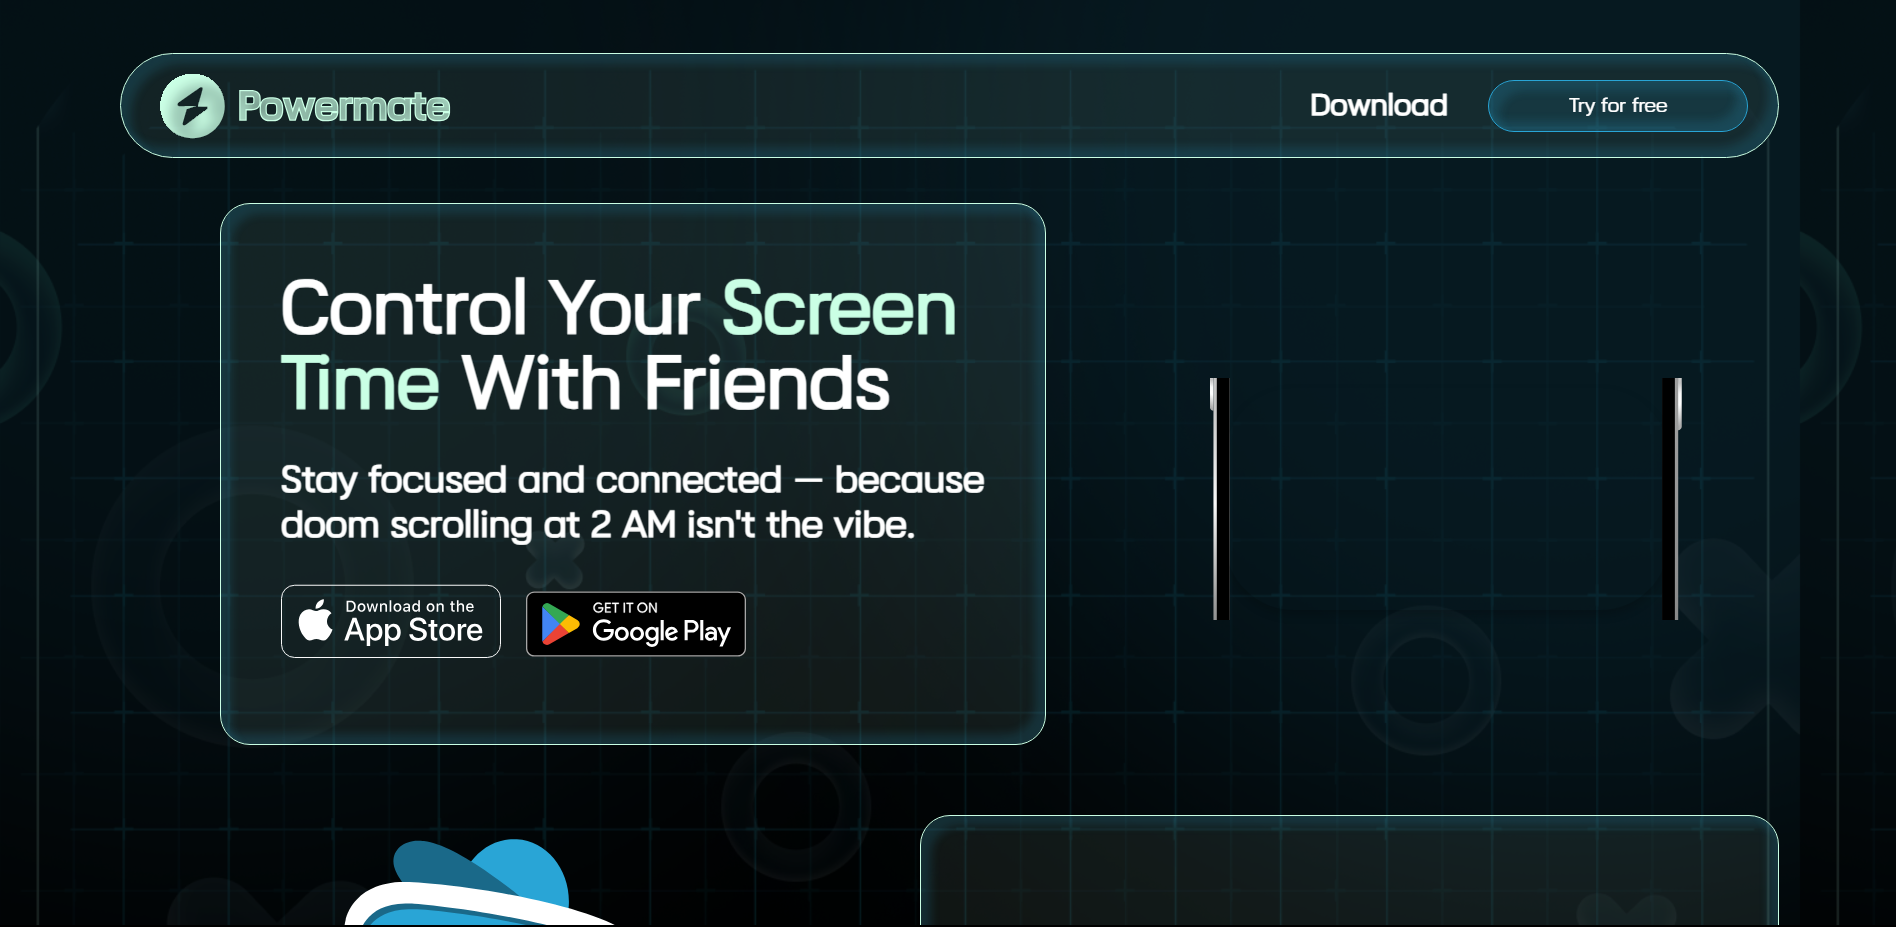 Powermate
Download
Try for free
Control Your Screen
Time With Friends
Stay focused and connected — because
doom scrolling at 2 AM isn't the vibe.
Download on the
App Store
GET IT ON
Google Play